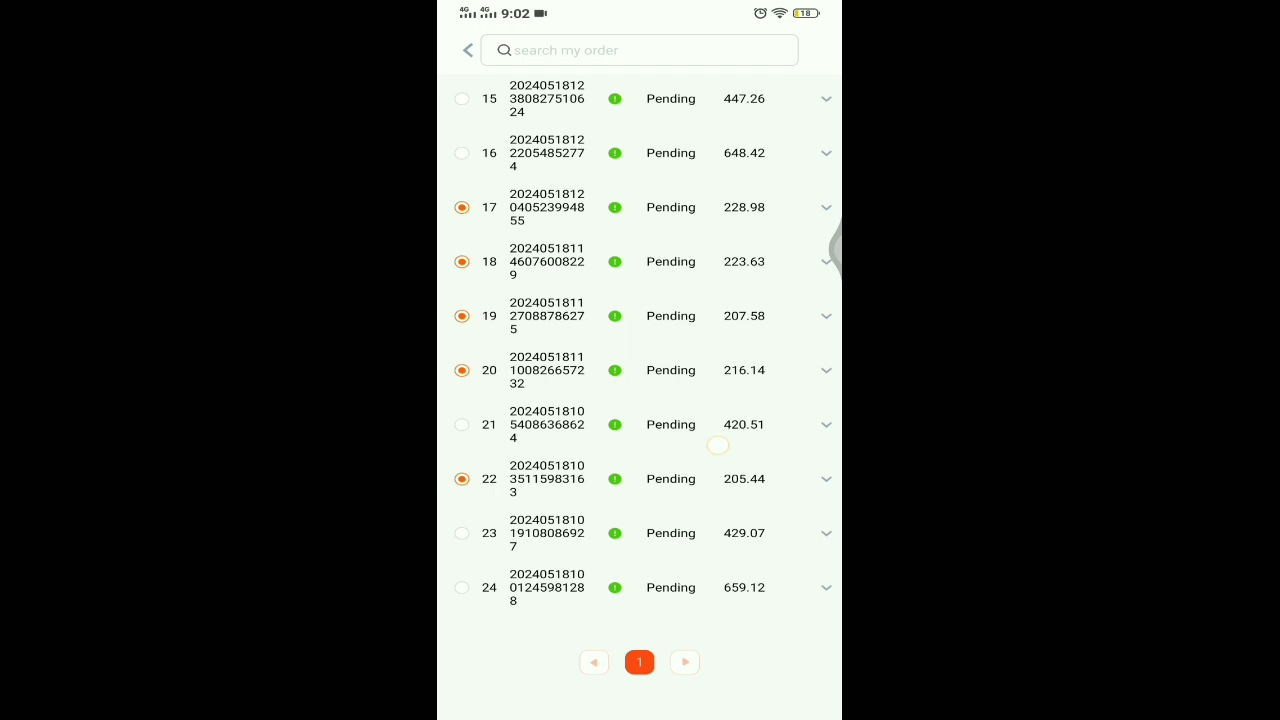 4G 4G 9:02 18
search my order
2024051812
15 3808275106 ! Pending 447.26
24
2024051812
16 2205485277 ! Pending 648.42
4
2024051812
17 0405239948 ! Pending 228.98
55
2024051811
18 4607600822 ! Pending 223.63
9
2024051811
19 2708878627 ! Pending 207.58
5
2024051811
20 1008266572 ! Pending 216.14
32
2024051810
21 5408636862 ! Pending 420.51
4
2024051810
22 3511598316 ! Pending 205.44
3
2024051810
23 1910808692 ! Pending 429.07
7
2024051810
24 0124598128 ! Pending 659.12
8
1